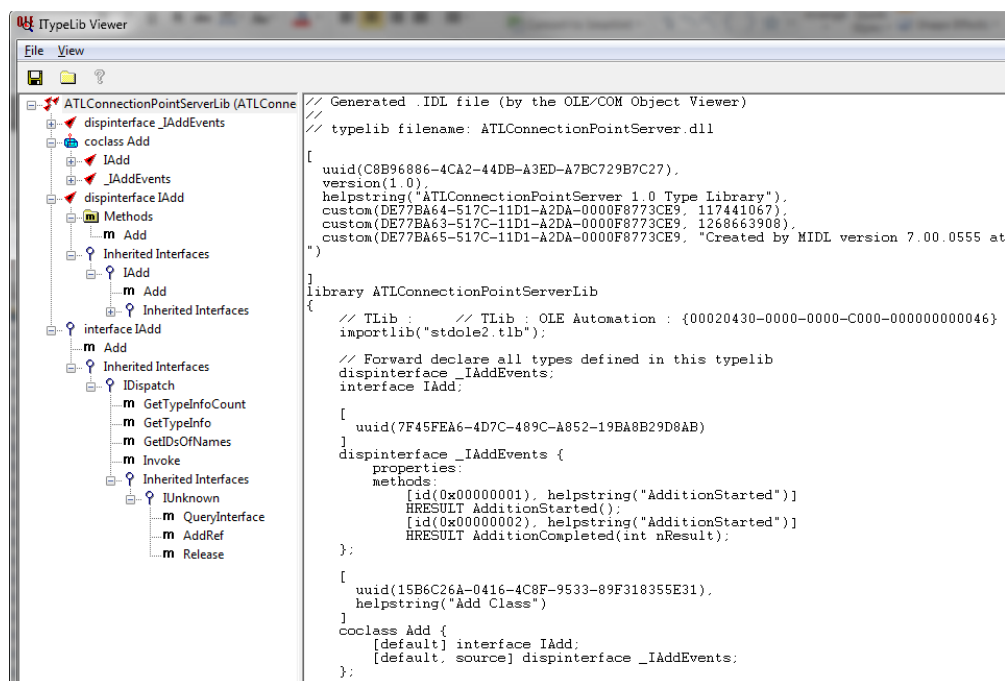 ITypeLib Viewer
File View
ATLConnectionPointServerLib (ATLConne
dispinterface _IAddEvents
coclass Add
IAdd
_IAddEvents
dispinterface IAdd
Methods
m Add
Inherited Interfaces
IAdd
m Add
Inherited Interfaces
interface IAdd
m Add
Inherited Interfaces
IDispatch
m GetTypeInfoCount
m GetTypeInfo
m GetIDsOfNames
m Invoke
Inherited Interfaces
IUnknown
m QueryInterface
m AddRef
m Release
// Generated .IDL file (by the OLE/COM Object Viewer)
//
// typelib filename: ATLConnectionPointServer.dll
[
uuid(C8B96886-4CA2-44DB-A3ED-A7BC729B7C27),
version(1.0),
helpstring("ATLConnectionPointServer 1.0 Type Library"),
custom(DE77BA64-517C-11D1-A2DA-0000F8773CE9, 117441067),
custom(DE77BA63-517C-11D1-A2DA-0000F8773CE9, 1268663908),
custom(DE77BA65-517C-11D1-A2DA-0000F8773CE9, "Created by MIDL version 7.00.0555 at
")
]
library ATLConnectionPointServerLib
{
// TLib : // TLib : OLE Automation : {00020430-0000-0000-C000-000000000046}
importlib("stdole2.tlb");
// Forward declare all types defined in this typelib
dispinterface _IAddEvents;
interface IAdd;
[
uuid(7F45FEA6-4D7C-489C-A852-19BA8B29D8AB)
]
dispinterface _IAddEvents {
properties:
methods:
[id(0x00000001), helpstring("AdditionStarted")]
HRESULT AdditionStarted();
[id(0x00000002), helpstring("AdditionStarted")]
HRESULT AdditionCompleted(int nResult);
};
[
uuid(15B6C26A-0416-4C8F-9533-89F318355E31),
helpstring("Add Class")
]
coclass Add {
[default] interface IAdd;
[default, source] dispinterface _IAddEvents;
};